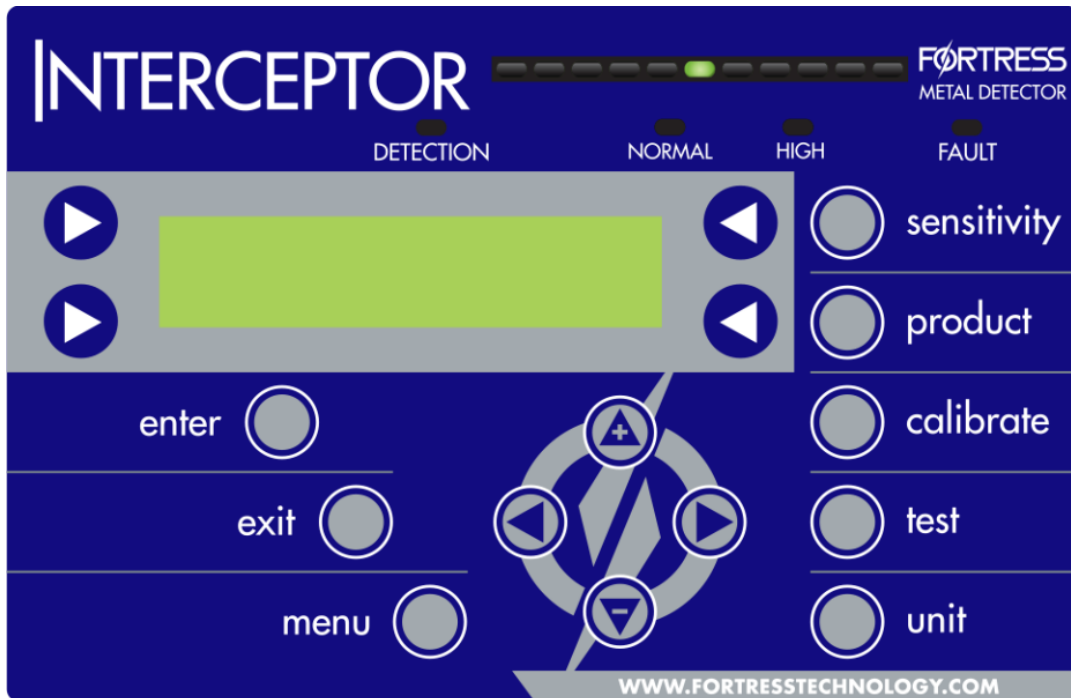 INTERCEPTOR
FORTRESS
METAL DETECTOR
DETECTION NORMAL HIGH FAULT
sensitivity
product
enter
calibrate
+
exit
test
-
menu
unit
WWW.FORTRESSTECHNOLOGY.COM